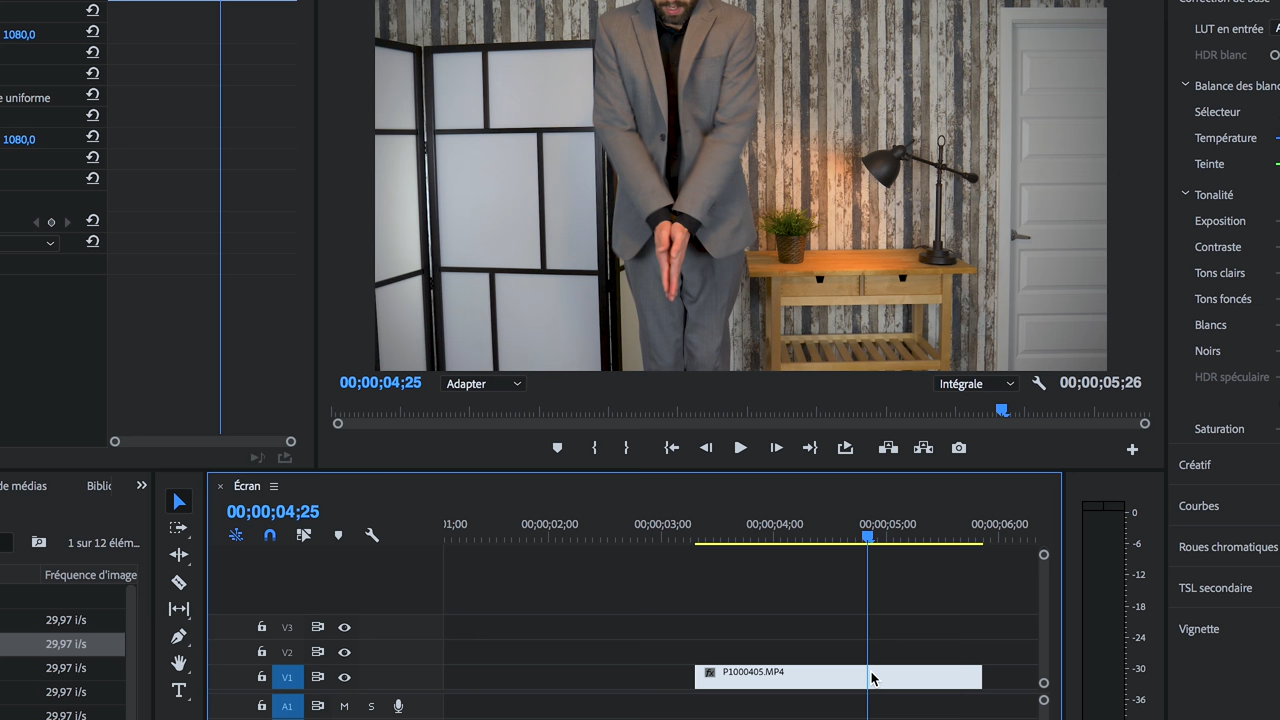 Correction de base
1080,0
LUT en entrée
HDR blanc
e uniforme
Balance des blanc
Sélecteur
1080,0
Température
Teinte
Tonalité
Exposition
Contraste
Tons clairs
Tons foncés
Blancs
Noirs
00;00;04;25 Adapter Intégrale 00;00;05;26
HDR spéculaire
Saturation
Créatif
de médias Biblic
× Écran
Courbes
00;00;04;25
1;00 00;00;02;00 00;00;03;00 00;00;04;00 00;00;05;00 00;00;06;00
0
1 sur 12 élém...
-6
Roues chromatiques
Fréquence d'image
-12
TSL secondaire
-18
29,97 i/s
V3
Vignette
-24
29,97 i/s
V2
29,97 i/s
fx P1000405.MP4
V1
-30
29,97 i/s
-36
A1 M S
29,97 i/s